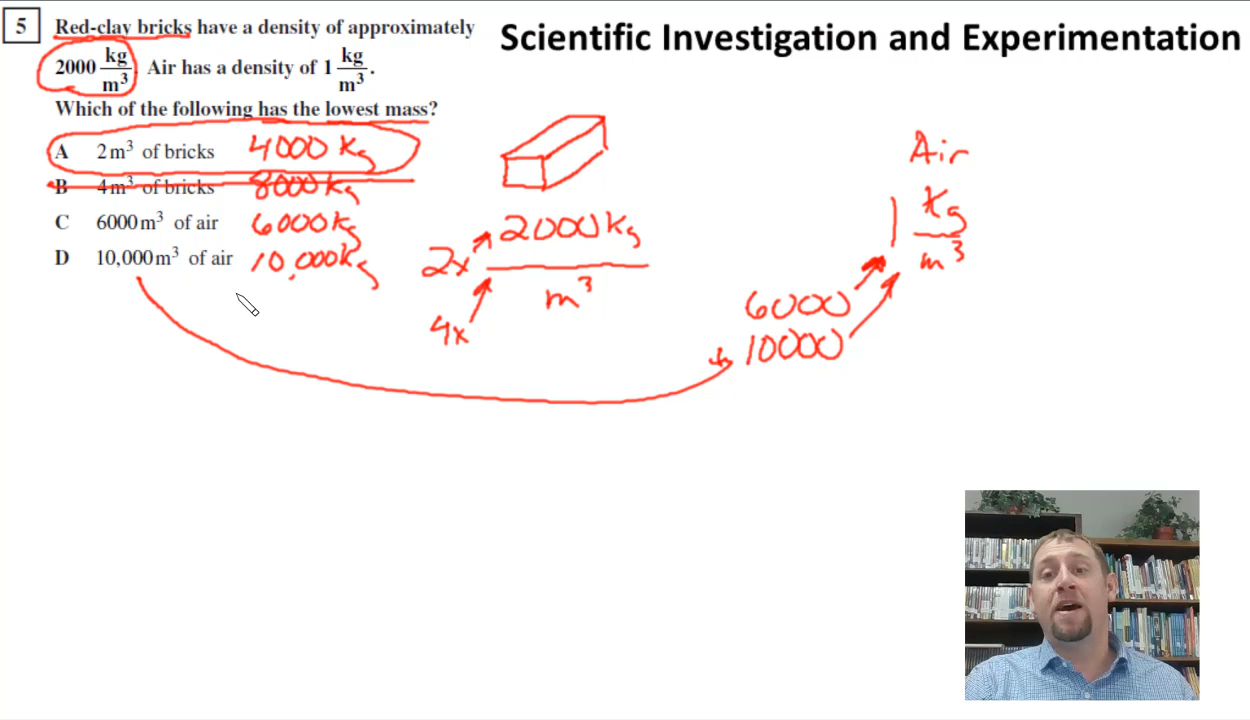 5 Red-clay bricks have a density of approximately
2000 kg/m³. Air has a density of 1 kg/m³.
Which of the following has the lowest mass?
A 2 m³ of bricks 4000 kg
B 4 m³ of bricks 8000 kg
C 6000 m³ of air 6000 kg
D 10,000 m³ of air 10,000 kg
Scientific Investigation and Experimentation
2x 2000 kg
m³
4x
Air
1 kg/m³
6000
10000